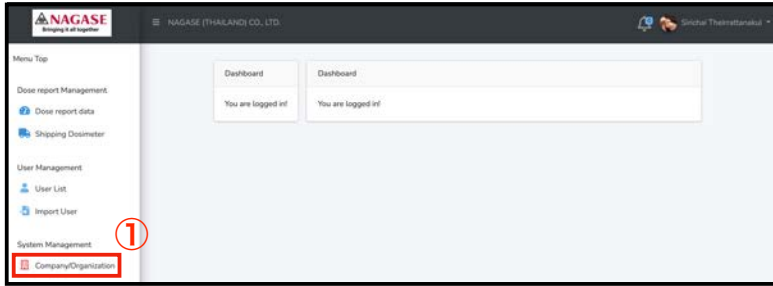 NAGASE
Bringing it all together
NAGASE (THAILAND) CO., LTD.
Sirichai Theinrattanakul
Menu Top
Dose report Management
Dose report data
Shipping Dosimeter
User Management
User List
Import User
System Management
Company/Organization
Dashboard
You are logged in!
Dashboard
You are logged in!
①